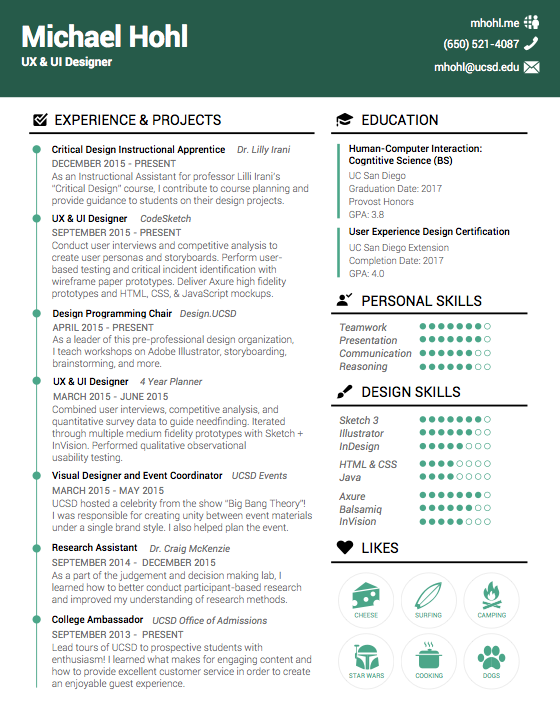 Michael Hohl
UX & UI Designer
mhohl.me
(650) 521-4087
mhohl@ucsd.edu
EXPERIENCE & PROJECTS
Critical Design Instructional Apprentice Dr. Lilly Irani
DECEMBER 2015 - PRESENT
As an Instructional Assistant for professor Lilli Irani's
"Critical Design" course, I contribute to course planning and
provide guidance to students on their design projects.
UX & UI Designer CodeSketch
SEPTEMBER 2015 - PRESENT
Conduct user interviews and competitive analysis to
create user personas and storyboards. Perform user-
based testing and critical incident identification with
wireframe paper prototypes. Deliver Axure high fidelity
prototypes and HTML, CSS, & JavaScript mockups.
Design Programming Chair Design.UCSD
APRIL 2015 - PRESENT
As a leader of this pre-professional design organization,
I teach workshops on Adobe Illustrator, storyboarding,
brainstorming, and more.
UX & UI Designer 4 Year Planner
MARCH 2015 - JUNE 2015
Combined user interviews, competitive analysis, and
quantitative survey data to guide needfinding. Iterated
through multiple medium fidelity prototypes with Sketch +
InVision. Performed qualitative observational
usability testing.
Visual Designer and Event Coordinator UCSD Events
MARCH 2015 - MAY 2015
UCSD hosted a celebrity from the show "Big Bang Theory"!
I was responsible for creating unity between event materials
under a single brand style. I also helped plan the event.
Research Assistant Dr. Craig McKenzie
SEPTEMBER 2014 - DECEMBER 2015
As a part of the judgement and decision making lab, I
learned how to better conduct participant-based research
and improved my understanding of research methods.
College Ambassador UCSD Office of Admissions
SEPTEMBER 2013 - PRESENT
Lead tours of UCSD to prospective students with
enthusiasm! I learned what makes for engaging content and
how to provide excellent customer service in order to create
an enjoyable guest experience.
EDUCATION
Human-Computer Interaction:
Cogntitive Science (BS)
UC San Diego
Graduation Date: 2017
Provost Honors
GPA: 3.8
User Experience Design Certification
UC San Diego Extension
Completion Date: 2017
GPA: 4.0
PERSONAL SKILLS
Teamwork
Presentation
Communication
Reasoning
DESIGN SKILLS
Sketch 3
Illustrator
InDesign
HTML & CSS
Java
Axure
Balsamiq
InVision
LIKES
CHEESE
SURFING
CAMPING
STAR WARS
COOKING
DOGS